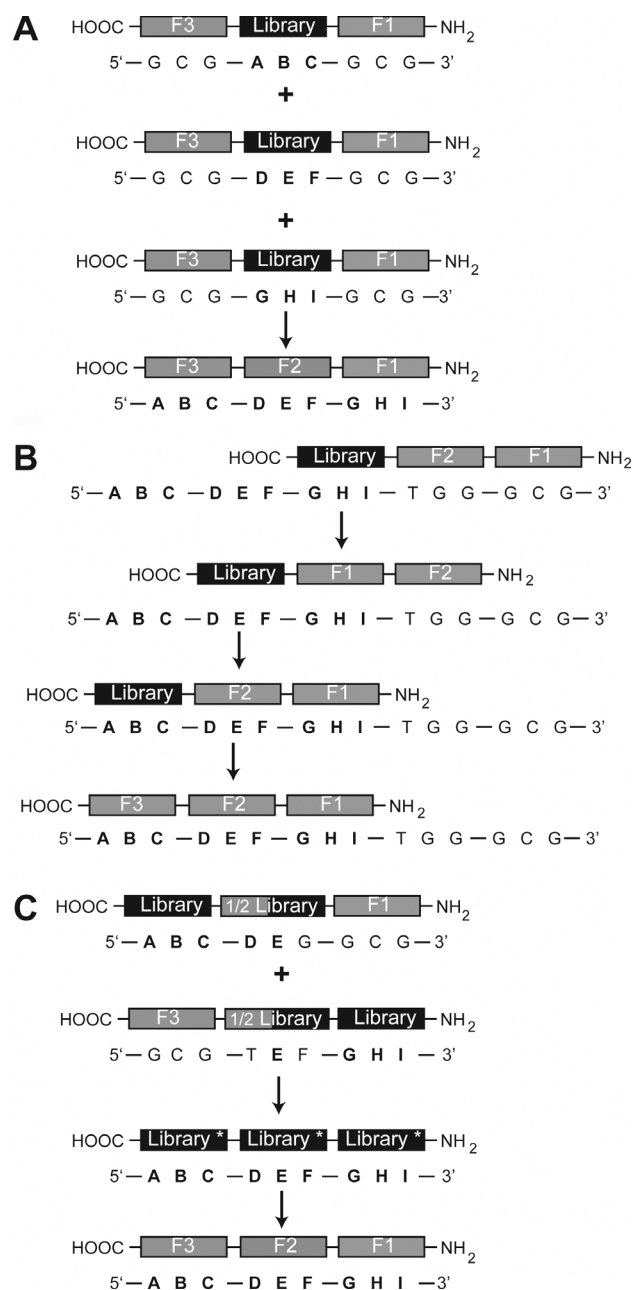 A
HOOC F3 Library F1 NH2
5‘— G C G — A B C — G C G — 3’
+
HOOC F3 Library F1 NH2
5‘— G C G — D E F — G C G — 3’
+
HOOC F3 Library F1 NH2
5‘— G C G — G H I — G C G —3’
HOOC F3 F2 F1 NH2
5‘— A B C — D E F — G H I — 3’
B
HOOC Library F2 F1 NH2
5‘— A B C — D E F — G H I — T G G — G C G — 3’
HOOC Library F1 F2 NH2
5‘— A B C — D E F — G H I — T G G — G C G — 3’
HOOC Library F2 F1 NH2
5‘— A B C — D E F — G H I — T G G — G C G — 3’
HOOC F3 F2 F1 NH2
5‘— A B C — D E F — G H I — T G G — G C G — 3’
C
HOOC Library 1/2 Library F1 NH2
5‘— A B C — D E G — G C G — 3’
+
HOOC F3 1/2 Library Library NH2
5‘— G C G — T E F — G H I — 3’
HOOC Library * Library * Library * NH2
5‘— A B C — D E F — G H I — 3’
HOOC F3 F2 F1 NH2
5‘— A B C — D E F — G H I — 3’